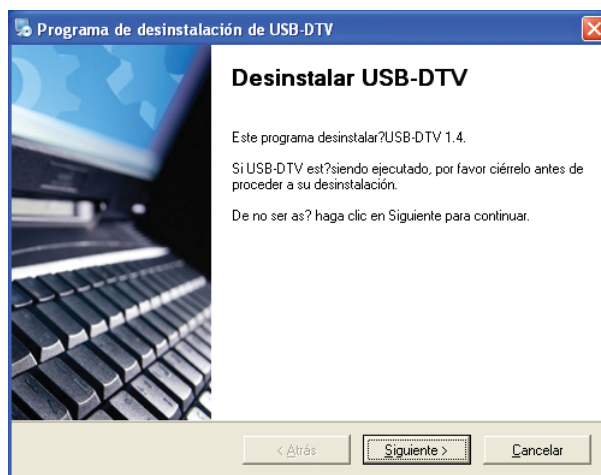 Programa de desinstalación de USB-DTV
Desinstalar USB-DTV
Este programa desinstalar?USB-DTV 1.4.
Si USB-DTV est?siendo ejecutado, por favor ciérrelo antes de
proceder a su desinstalación.
De no ser as? haga clic en Siguiente para continuar.
< Atrás
Siguiente >
Cancelar